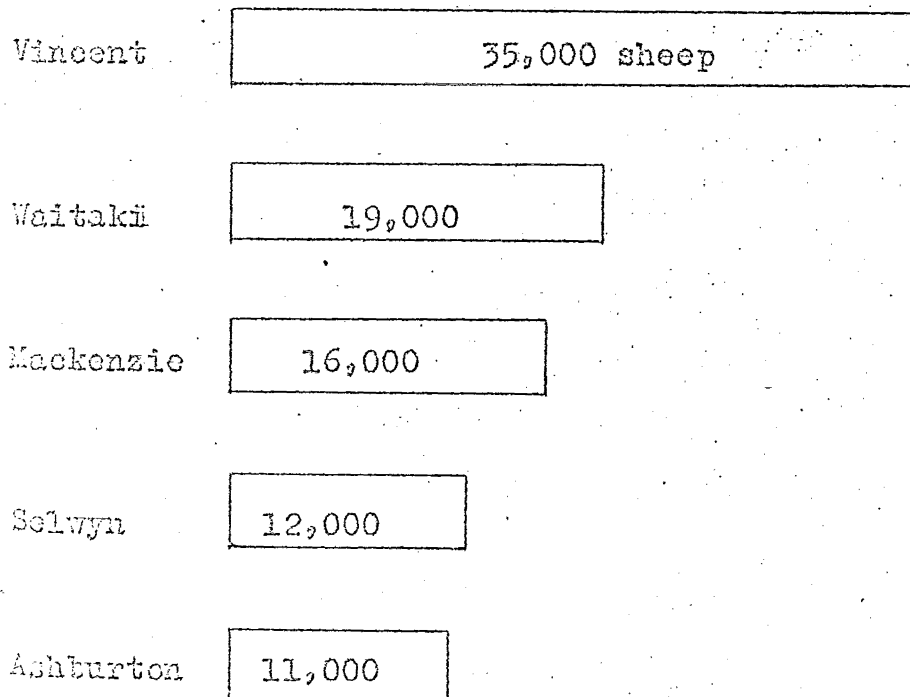 Vincent 35,000 sheep
Waitaki 19,000
Mackenzie 16,000
Selwyn 12,000
Ashburton 11,000